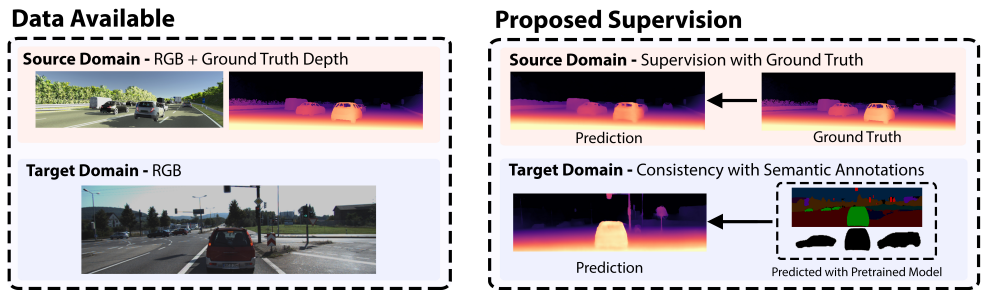 Data Available
Source Domain - RGB + Ground Truth Depth
Target Domain - RGB
Proposed Supervision
Source Domain - Supervision with Ground Truth
Prediction
Ground Truth
Target Domain - Consistency with Semantic Annotations
Prediction
Predicted with Pretrained Model